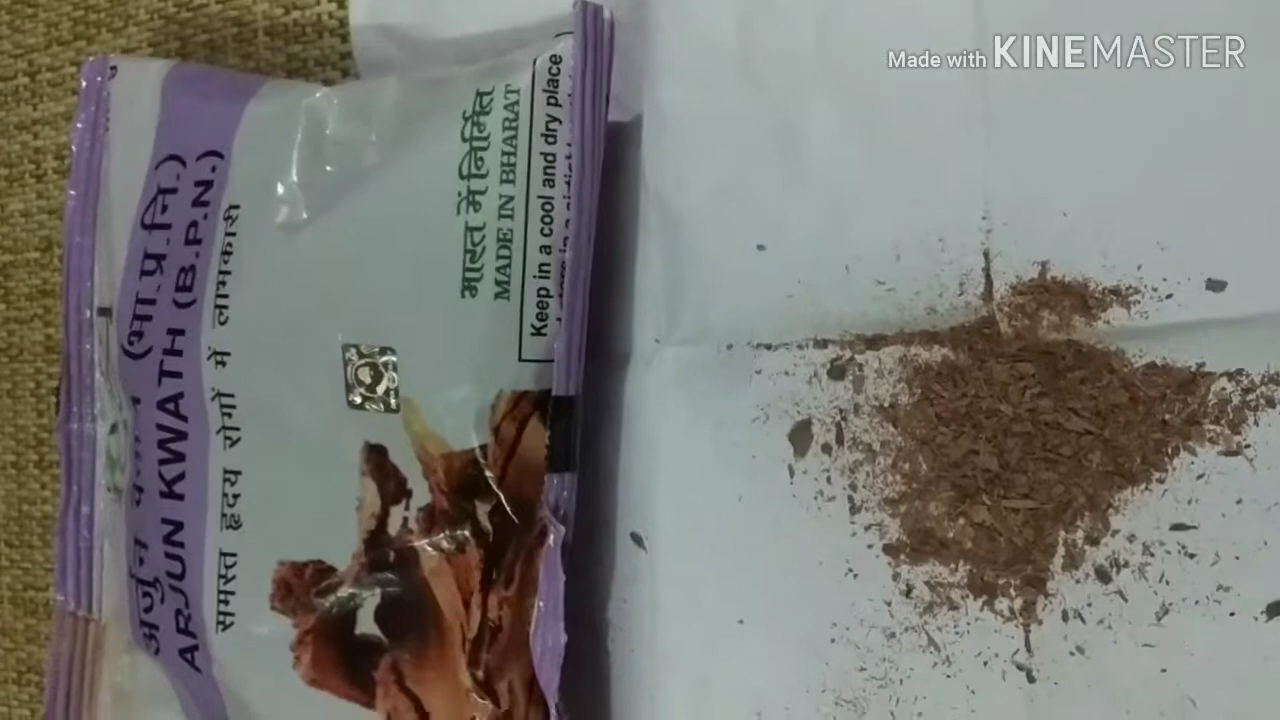 Made with KINEMASTER
(भा.प्र.नि.)
ARJUN KWATH (B.P.N.)
समस्त हृदय रोगों में लाभकारी
भारत में निर्मित
MADE IN BHARAT
Keep in a cool and dry place